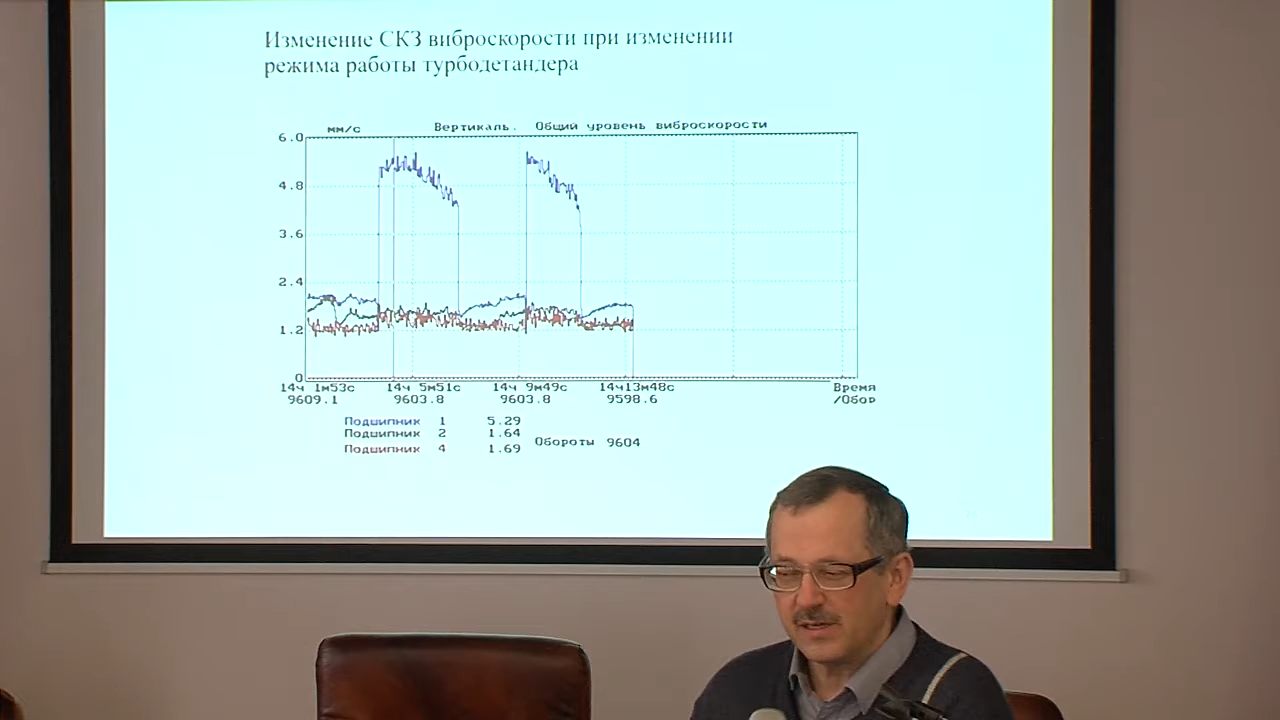 Изменение СКЗ виброскорости при изменении
режима работы турбодетандера
мм/с Вертикаль. Общий уровень виброскорости
6.0
4.8
3.6
2.4
1.2
0
14ч 1м53с 14ч 5м51с 14ч 9м49с 14ч13м48с Время
9609.1 9603.8 9603.8 9598.6 /Обор
Подшипник 1 5.29
Подшипник 2 1.64
Обороты 9604
Подшипник 4 1.69